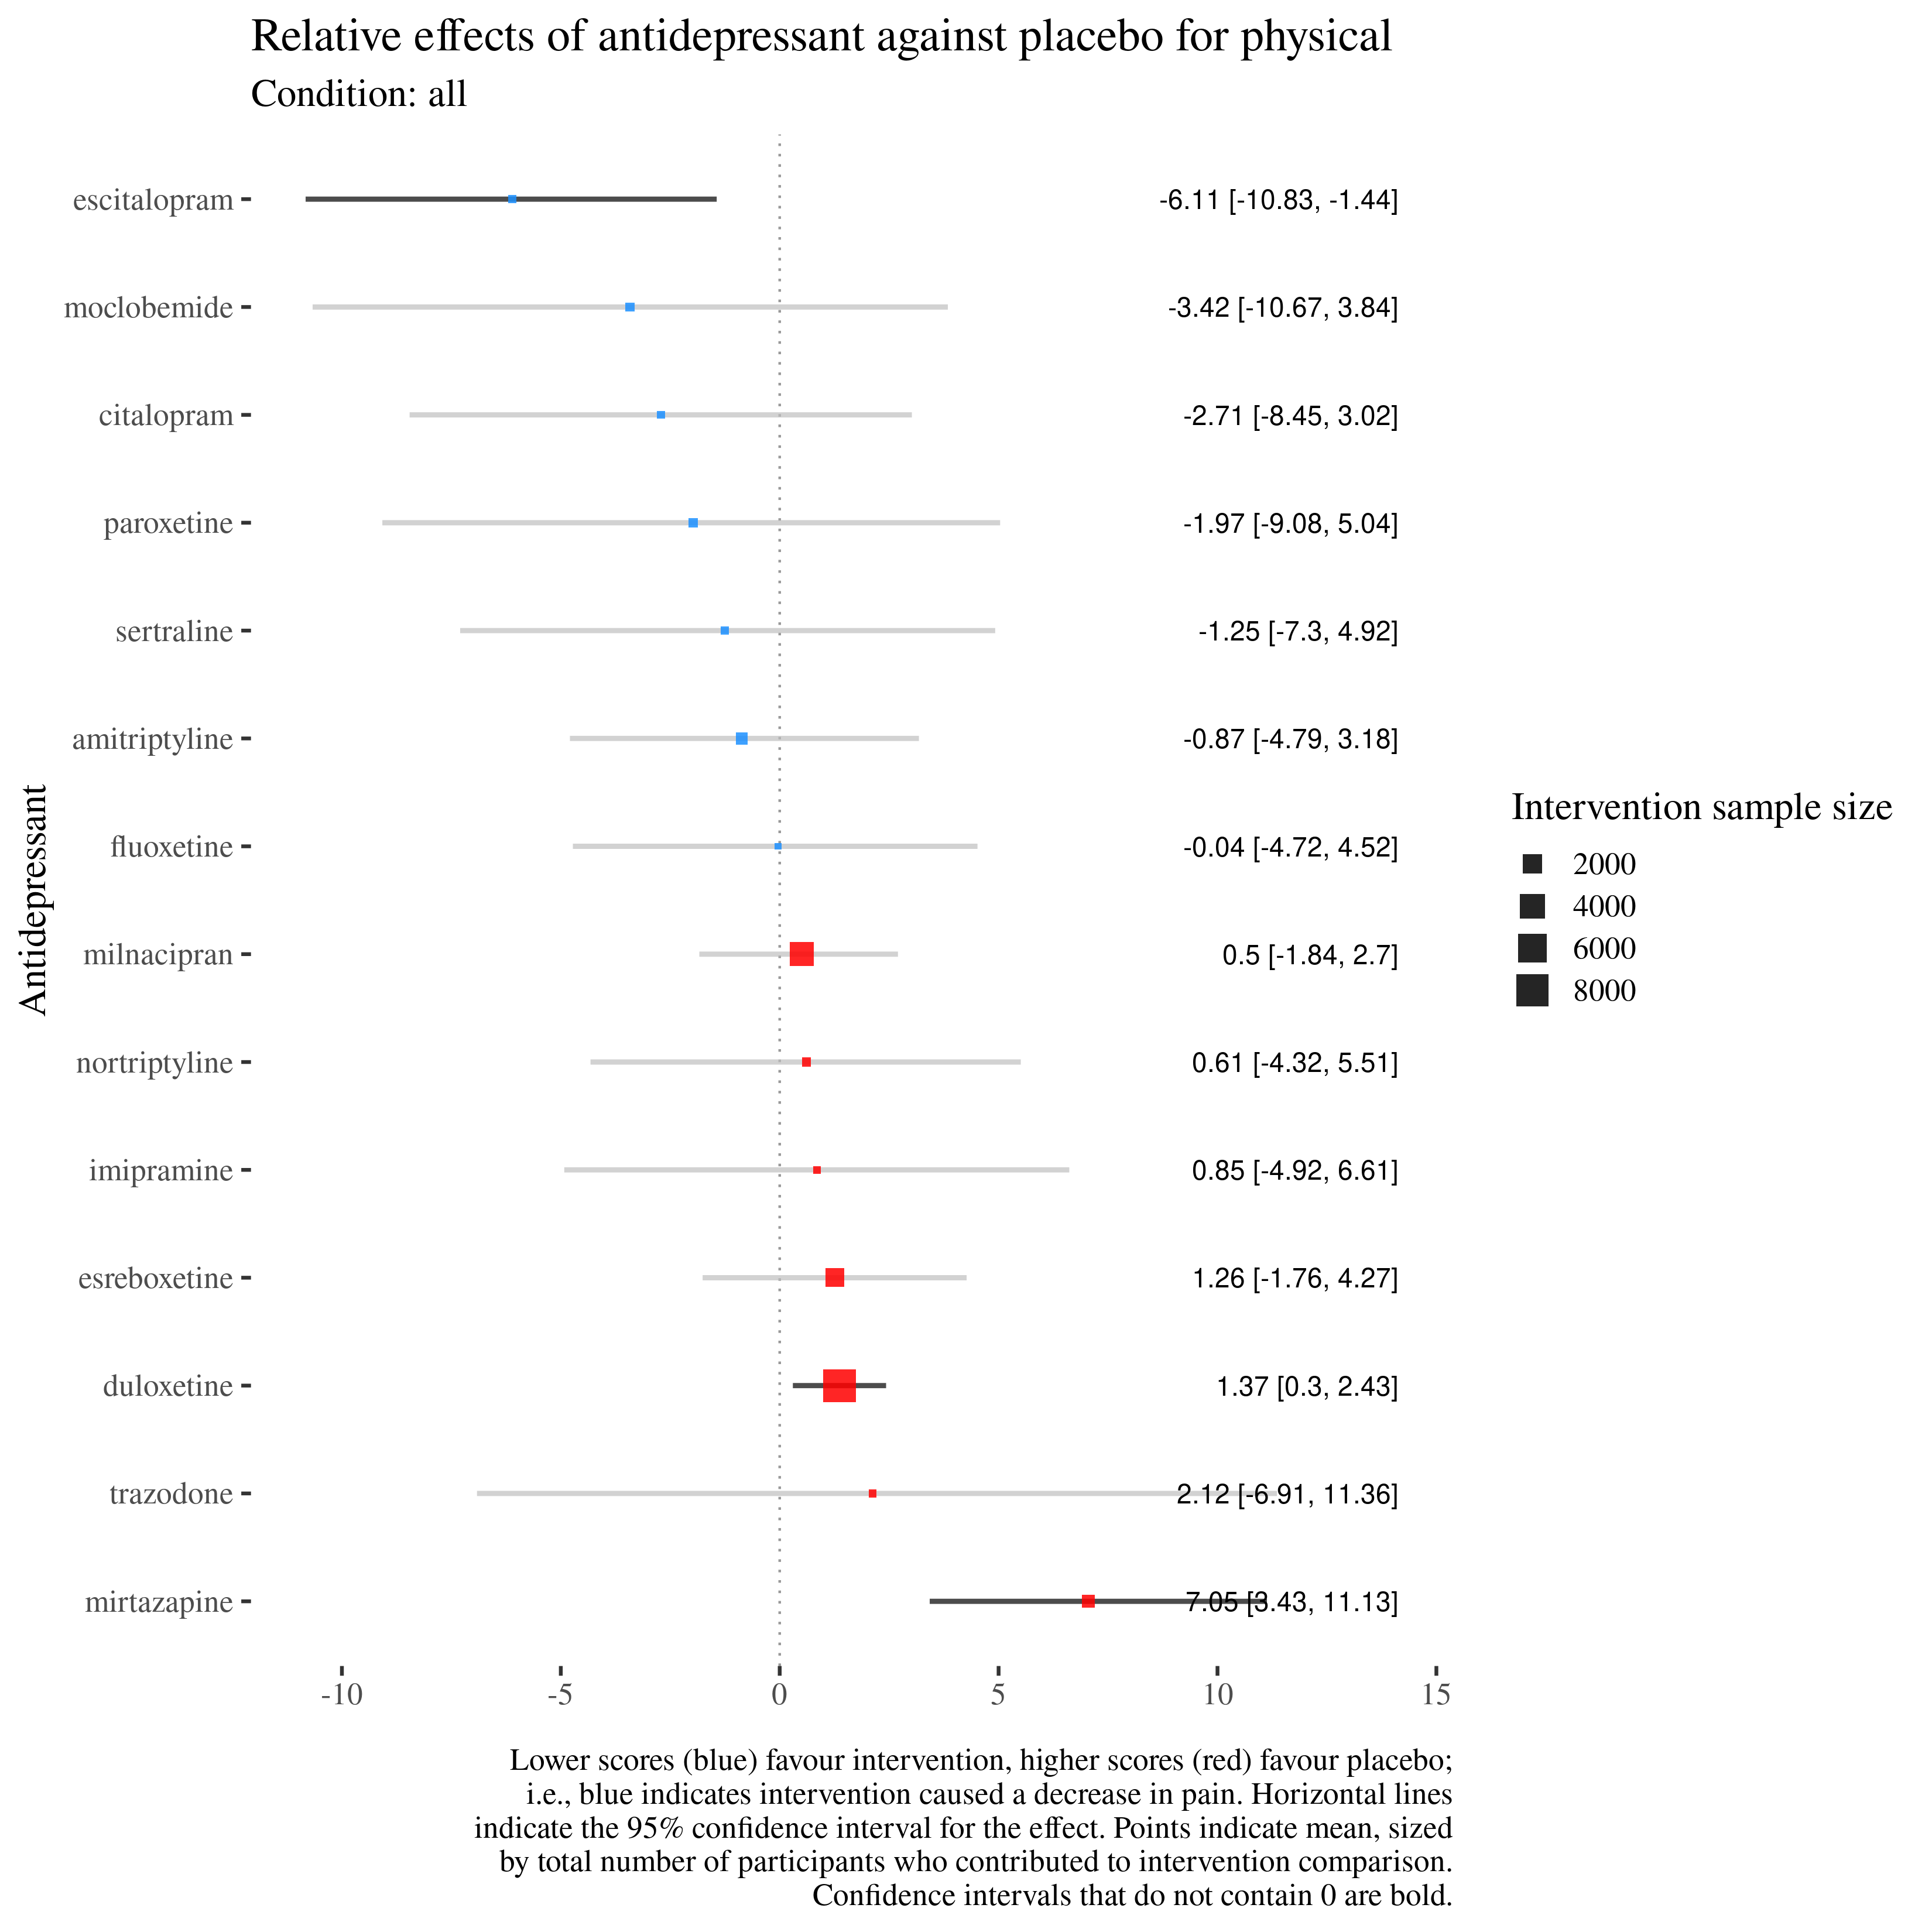 Relative effects of antidepressant against placebo for physical
Condition: all
escitalopram -6.11 [-10.83, -1.44]
moclobemide -3.42 [-10.67, 3.84]
citalopram -2.71 [-8.45, 3.02]
paroxetine -1.97 [-9.08, 5.04]
sertraline -1.25 [-7.3, 4.92]
amitriptyline -0.87 [-4.79, 3.18]
fluoxetine -0.04 [-4.72, 4.52]
milnacipran 0.5 [-1.84, 2.7]
nortriptyline 0.61 [-4.32, 5.51]
imipramine 0.85 [-4.92, 6.61]
esreboxetine 1.26 [-1.76, 4.27]
duloxetine 1.37 [0.3, 2.43]
trazodone 2.12 [-6.91, 11.36]
mirtazapine 7.05 [3.43, 11.13]
Antidepressant
-10 -5 0 5 10 15
Intervention sample size
2000
4000
6000
8000
Lower scores (blue) favour intervention, higher scores (red) favour placebo;
i.e., blue indicates intervention caused a decrease in pain. Horizontal lines
indicate the 95% confidence interval for the effect. Points indicate mean, sized
by total number of participants who contributed to intervention comparison.
Confidence intervals that do not contain 0 are bold.